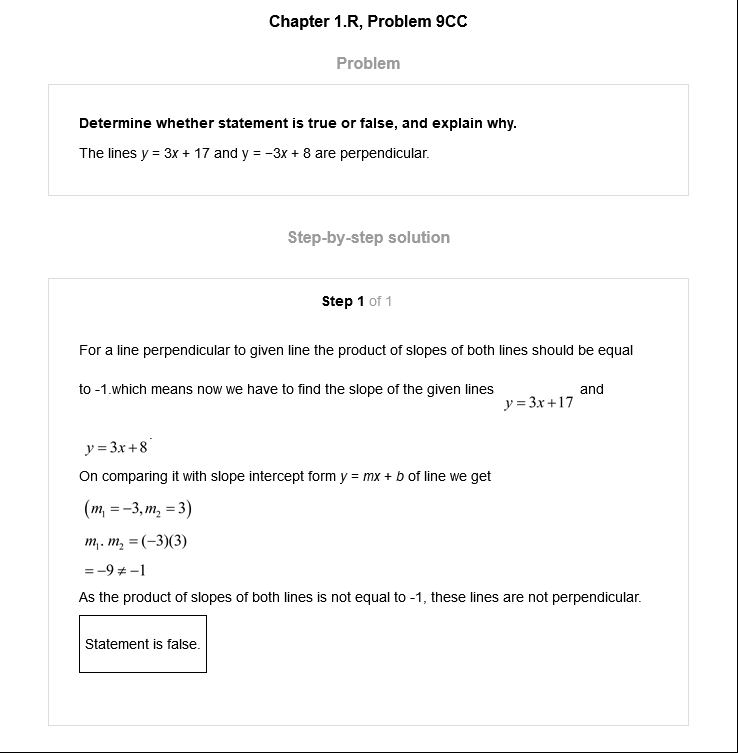 Chapter 1.R, Problem 9CC
Problem
Determine whether statement is true or false, and explain why.
The lines y = 3x + 17 and y = −3x + 8 are perpendicular.
Step-by-step solution
Step 1 of 1
For a line perpendicular to given line the product of slopes of both lines should be equal
to -1.which means now we have to find the slope of the given lines y = 3x+17 and
y = 3x+8.
On comparing it with slope intercept form y = mx + b of line we get
(m₁ = −3, m₂ = 3)
m₁. m₂ = (−3)(3)
= −9 ≠ −1
As the product of slopes of both lines is not equal to -1, these lines are not perpendicular.
Statement is false.